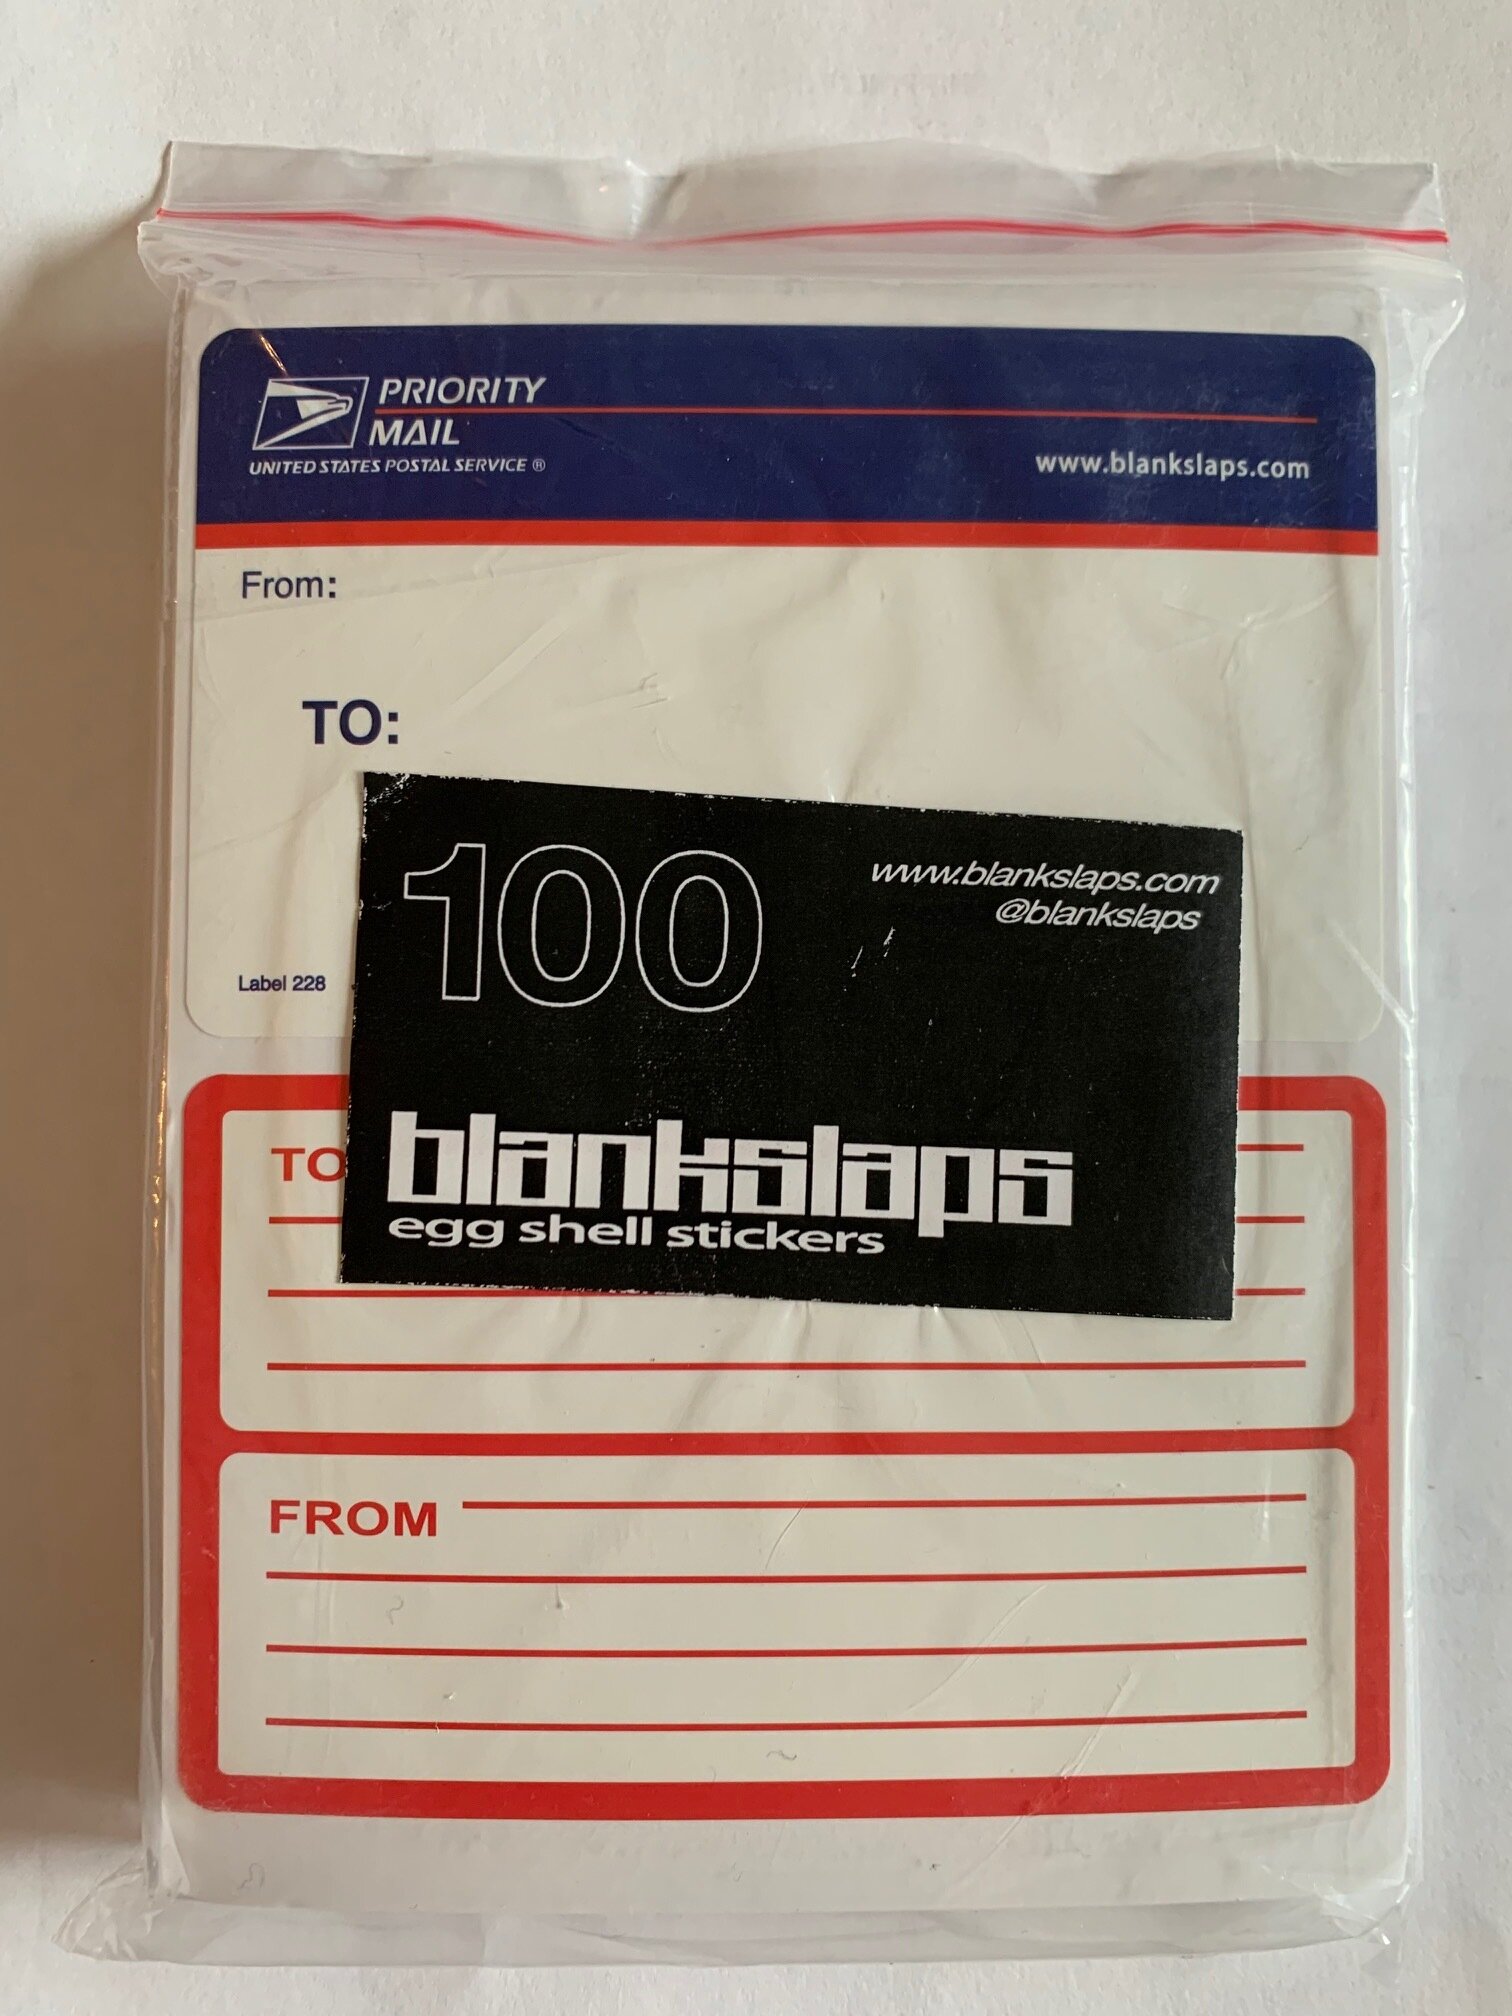 PRIORITY
MAIL
UNITED STATES POSTAL SERVICE ®
www.blankslaps.com
From:
TO:
Label 228
100
www.blankslaps.com
@blankslaps
blankslaps
egg shell stickers
TO
FROM